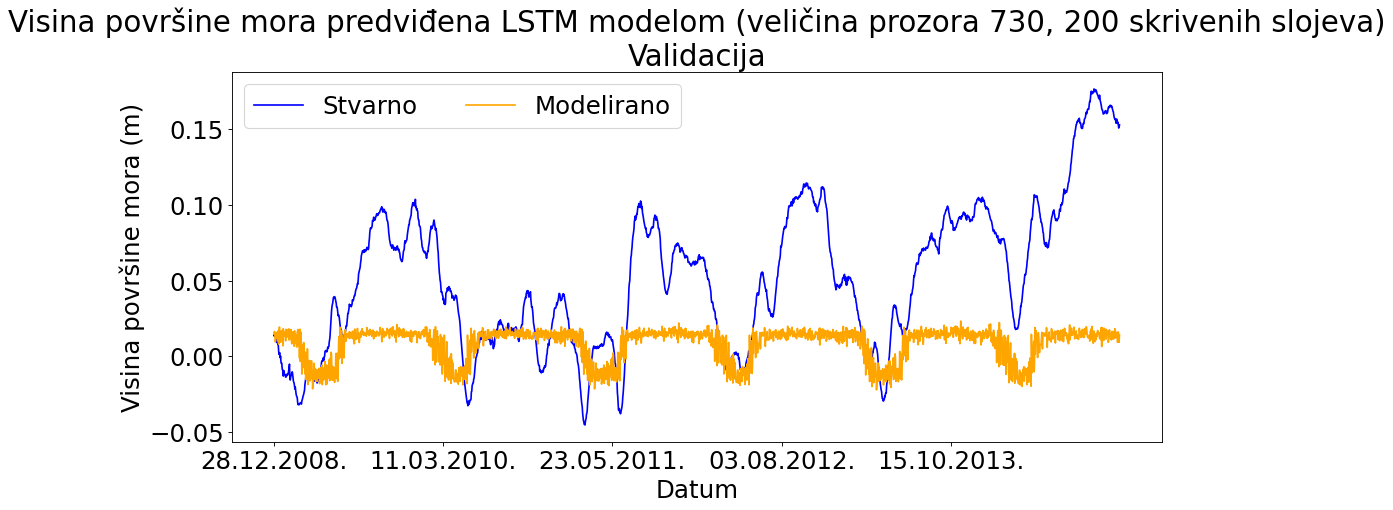 Visina površine mora predviđena LSTM modelom (veličina prozora 730, 200 skrivenih slojeva)
Validacija
Stvarno Modelirano
Visina površine mora (m)
0.15
0.10
0.05
0.00
−0.05
28.12.2008. 11.03.2010. 23.05.2011. 03.08.2012. 15.10.2013.
Datum